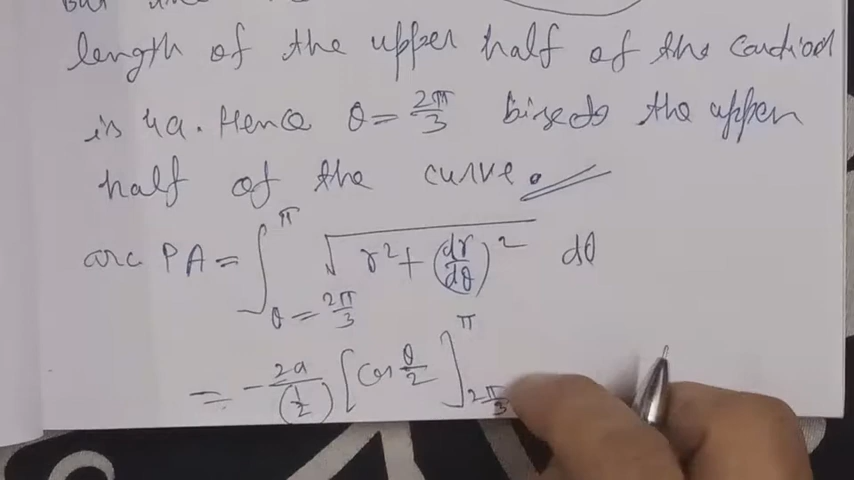 length of the upper half of the cardioid
is 4a. Hence θ = 2π/3 bisects the upper
half of the curve.
arc PA = ∫_{θ = 2π/3}^{π} √(r² + (dr/dθ)²) dθ
= -2a/(1/2) [cos θ/2]_{2π/3}^{π}